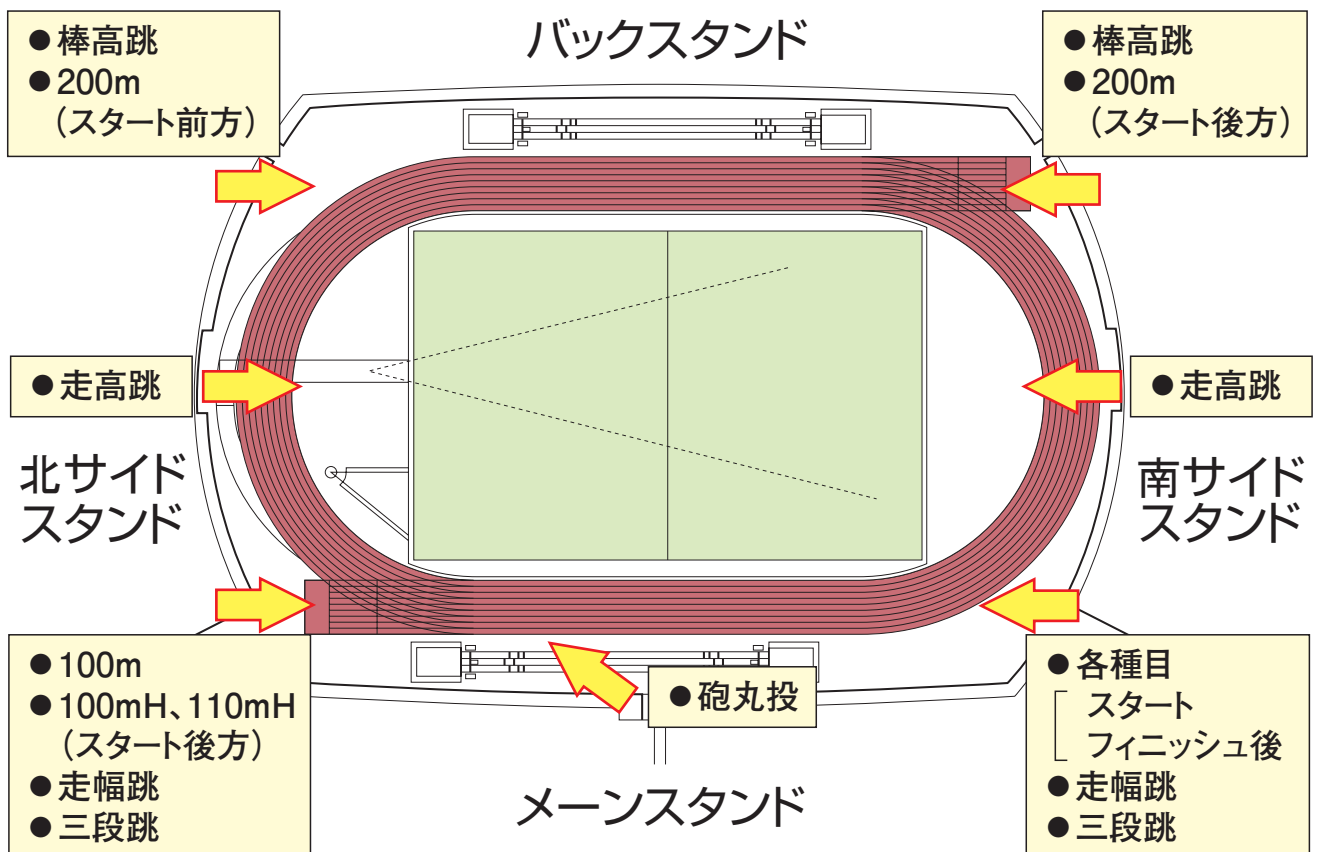 バックスタンド
●棒高跳
●200m
（スタート前方）
●棒高跳
●200m
（スタート後方）
●走高跳
●走高跳
北サイド
スタンド
南サイド
スタンド
●100m
●100mH、110mH
（スタート後方）
●走幅跳
●三段跳
●砲丸投
●各種目
スタート
フィニッシュ後
●走幅跳
●三段跳
メーンスタンド